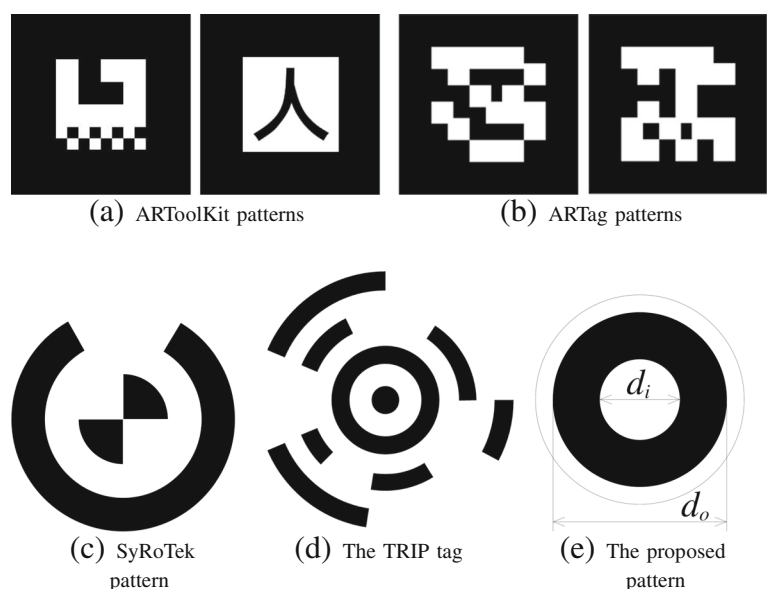 (a) ARToolKit patterns
(b) ARTag patterns
人
d_i
d_o
(c) SyRoTek
pattern
(d) The TRIP tag
(e) The proposed
pattern